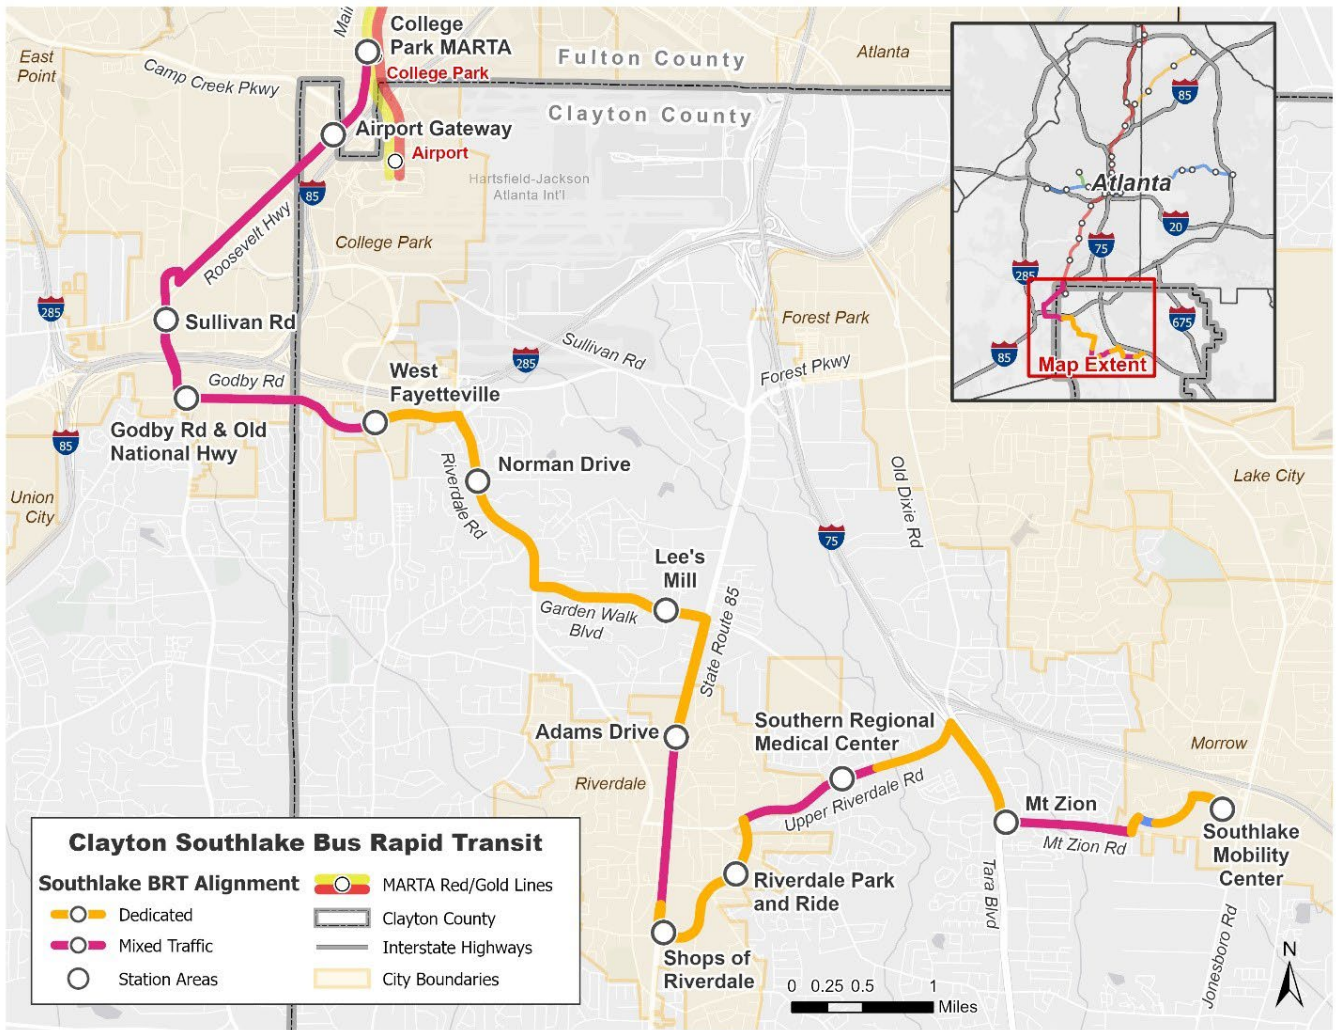 Main
College
Park MARTA
College Park
East
Point
Camp Creek Pkwy
Fulton County
Atlanta
Clayton County
Airport Gateway
Airport
Hartsfield-Jackson
Atlanta Int'l
85
Roosevelt Hwy
College Park
285
Sullivan Rd
Sullivan Rd
Forest Park
Forest Pkwy
285
Godby Rd
West
Fayetteville
Godby Rd & Old
National Hwy
85
Union
City
Norman Drive
Riverdale Rd
Old Dixie Rd
Lake City
75
Lee's
Mill
Garden Walk
Blvd
State Route 85
Adams Drive
Southern Regional
Medical Center
Riverdale
Upper Riverdale Rd
Morrow
Mt Zion
Mt Zion Rd
Southlake
Mobility
Center
Riverdale Park
and Ride
Tara Blvd
Shops of
Riverdale
Jonesboro Rd
85
Atlanta
20
75
285
675
85
Map Extent
Clayton Southlake Bus Rapid Transit
Southlake BRT Alignment
Dedicated
Mixed Traffic
Station Areas
MARTA Red/Gold Lines
Clayton County
Interstate Highways
City Boundaries
0 0.25 0.5 1
Miles
N